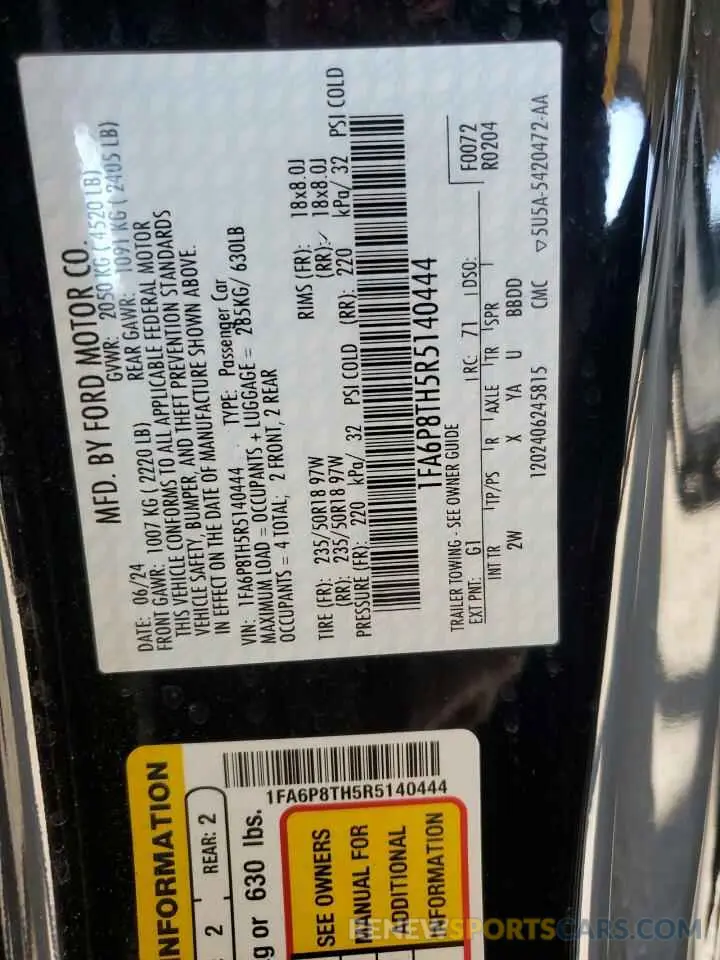 MFD. BY FORD MOTOR CO.
DATE: 06/24 GVWR: 2050 KG ( 4520 LB)
FRONT GAWR: 1007 KG ( 2220 LB) REAR GAWR: 1091 KG ( 2405 LB)
THIS VEHICLE CONFORMS TO ALL APPLICABLE FEDERAL MOTOR
VEHICLE SAFETY, BUMPER, AND THEFT PREVENTION STANDARDS
IN EFFECT ON THE DATE OF MANUFACTURE SHOWN ABOVE.
VIN: 1FA6P8TH5R5140444 TYPE: Passenger Car
MAXIMUM LOAD = OCCUPANTS + LUGGAGE = 285KG/ 630LB
OCCUPANTS = 4 TOTAL; 2 FRONT, 2 REAR
TIRE (FR): 235/50R18 97W RIMS (FR): 18x8.0J
(RR): 235/50R18 97W (RR): 18x8.0J
PRESSURE (FR): 220 kPa/ 32 PSI COLD (RR): 220 kPa/ 32 PSI COLD
1FA6P8TH5R5140444
TRAILER TOWING - SEE OWNER GUIDE F0072
EXT PNT: G1 RC: 71 DSO: R0204
INT TR TP/PS R AXLE TR SPR
2W X YA U BBDD
1202406245815 CMC ▽5U5A-5420472-AA
INFORMATION
2 REAR: 2
g or 630 lbs.
1FA6P8TH5R5140444
SEE OWNERS
MANUAL FOR
ADDITIONAL
INFORMATION
RENEWSPORTSCARS.COM